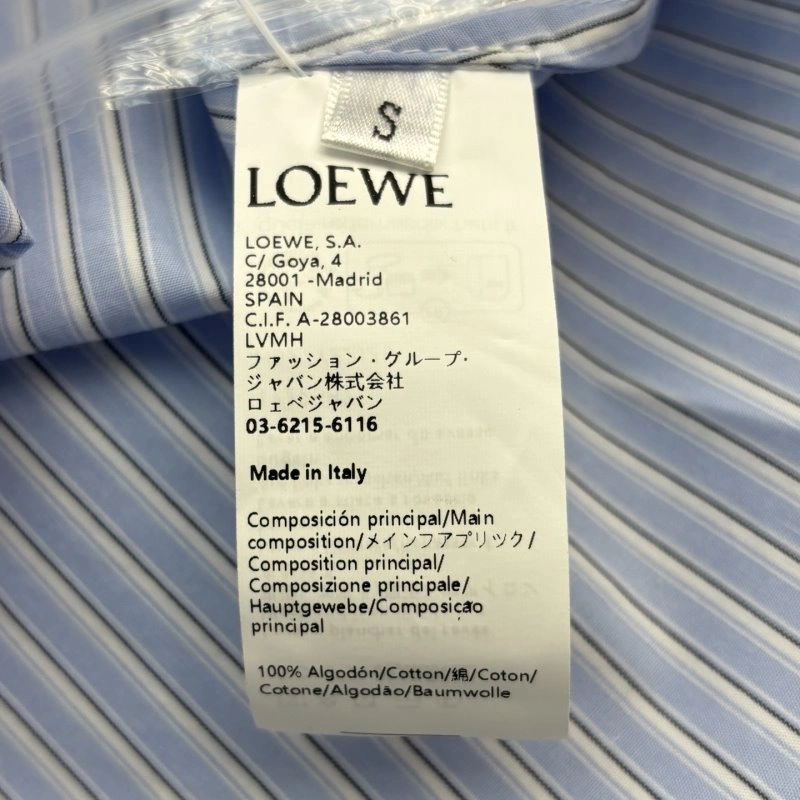 S
LOEWE
LOEWE, S.A.
C/ Goya, 4
28001 -Madrid
SPAIN
C.I.F. A-28003861
LVMH
ファッション・グループ・
ジャパン株式会社
ロェベジャパン
03-6215-6116
Made in Italy
Composición principal/Main
composition/メインファブリック/
Composition principal/
Composizione principale/
Hauptgewebe/Composição
principal
100% Algodón/Cotton/綿/Coton/
Cotone/Algodão/Baumwolle